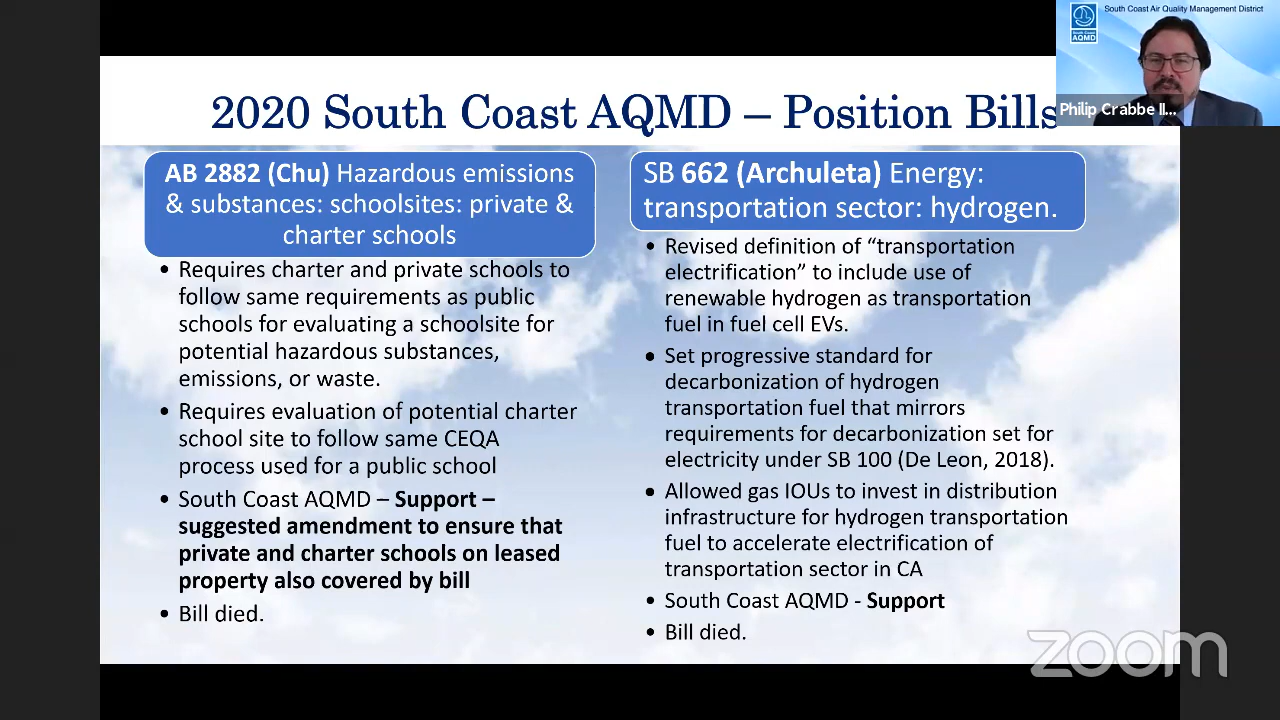 South Coast Air Quality Management District
South Coast
AQMD
Philip Crabbe II...
2020 South Coast AQMD – Position Bills
AB 2882 (Chu) Hazardous emissions
& substances: schoolsites: private &
charter schools
• Requires charter and private schools to
follow same requirements as public
schools for evaluating a schoolsite for
potential hazardous substances,
emissions, or waste.
• Requires evaluation of potential charter
school site to follow same CEQA
process used for a public school
• South Coast AQMD – Support –
suggested amendment to ensure that
private and charter schools on leased
property also covered by bill
• Bill died.
SB 662 (Archuleta) Energy:
transportation sector: hydrogen.
• Revised definition of “transportation
electrification” to include use of
renewable hydrogen as transportation
fuel in fuel cell EVs.
• Set progressive standard for
decarbonization of hydrogen
transportation fuel that mirrors
requirements for decarbonization set for
electricity under SB 100 (De Leon, 2018).
• Allowed gas IOUs to invest in distribution
infrastructure for hydrogen transportation
fuel to accelerate electrification of
transportation sector in CA
• South Coast AQMD - Support
• Bill died.
zoom